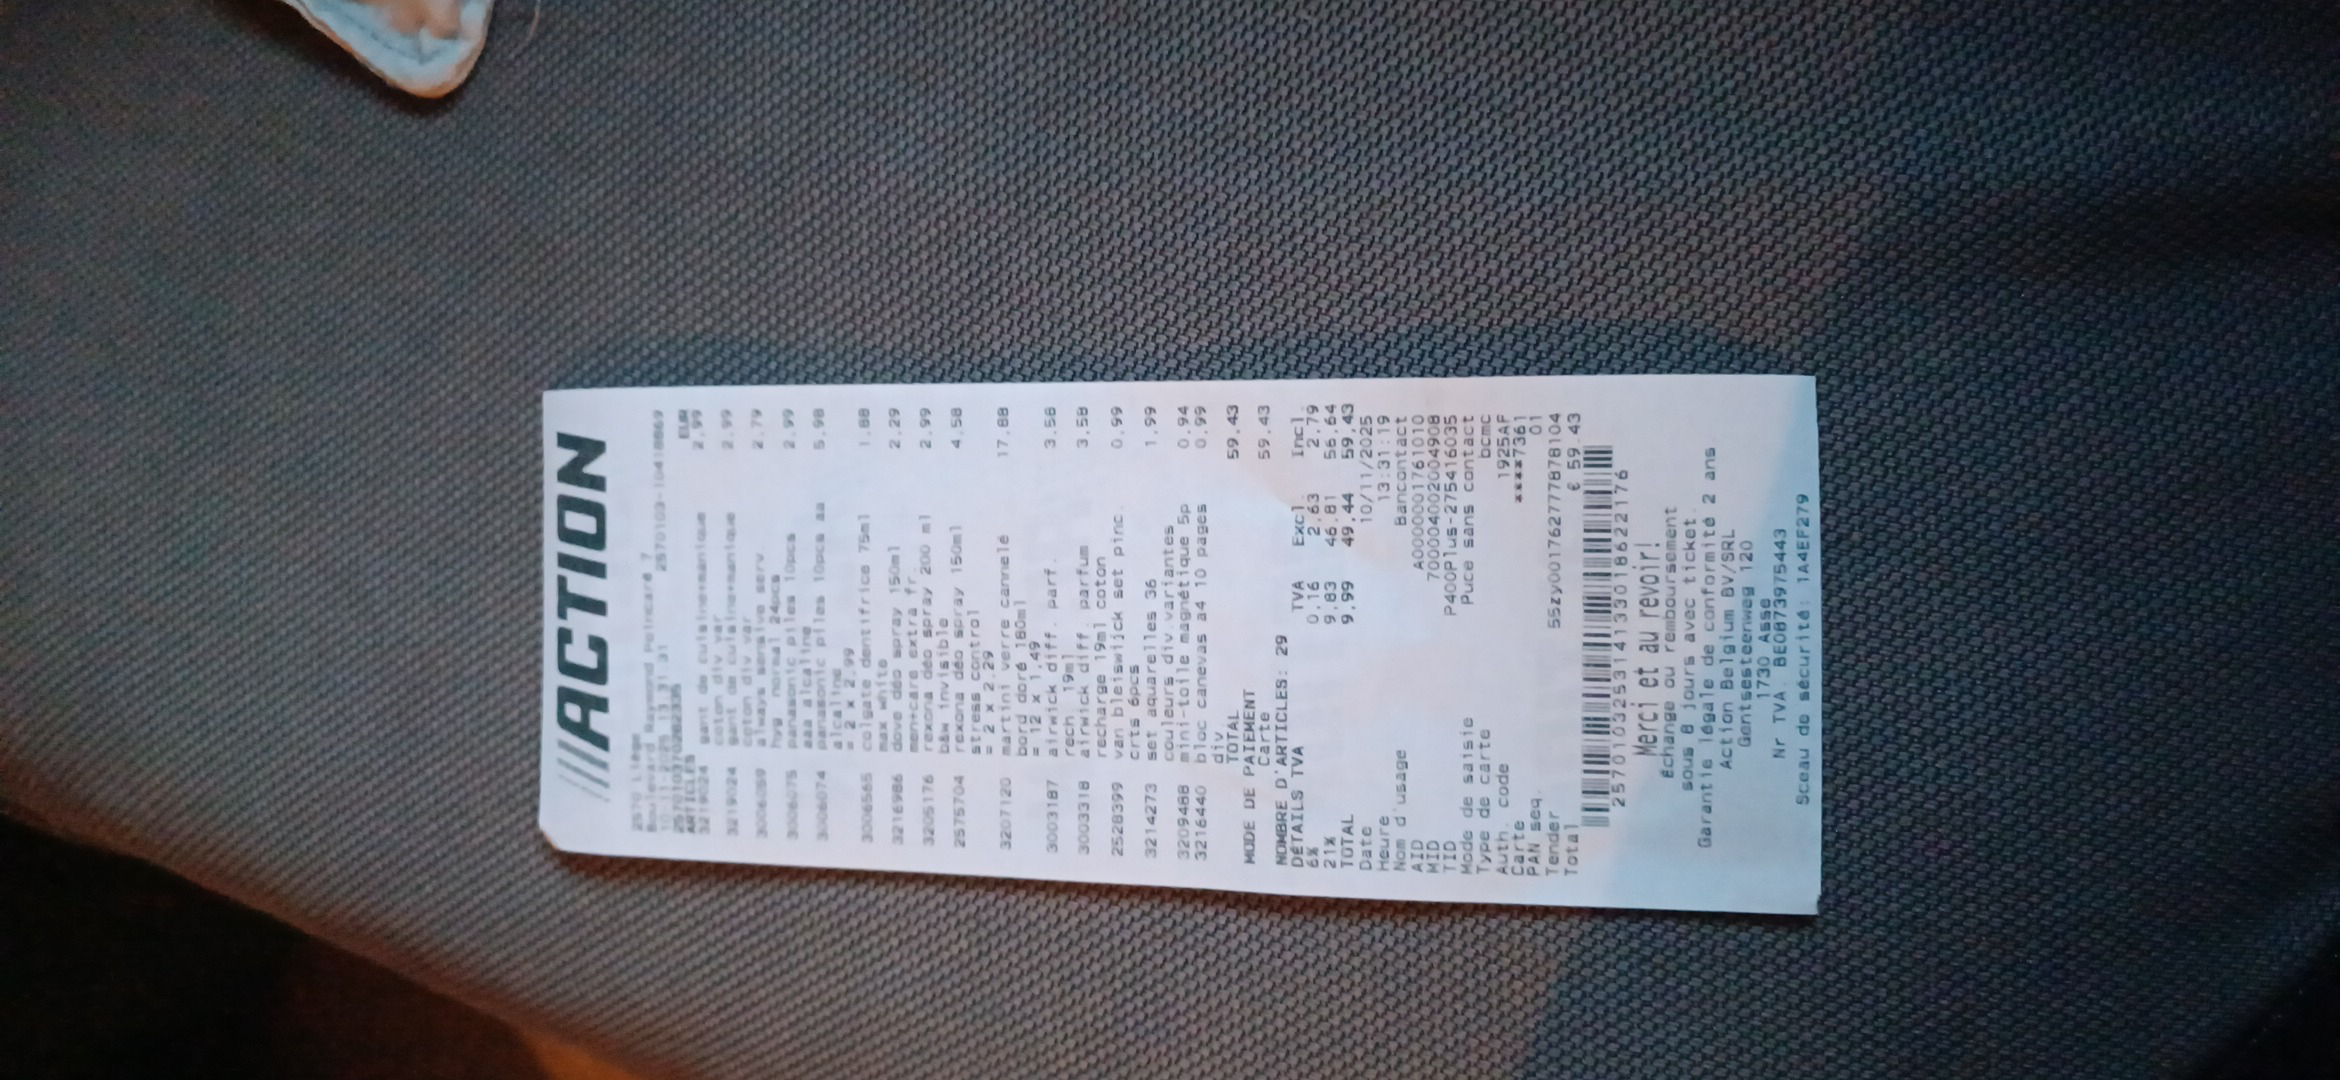 ACTION
2570 Liège
Boulevard Raymond Poincaré 7
10-11-2025 13:31:31 2570103-10418869
ARTICLES EUR
3219024 gant de cuisine+manique 2.99
coton div var
3219024 gant de cuisine+manique 2.99
coton div var
3006059 always sensive serv. 2.79
hyg. normal 24pcs
3006075 panasonic piles 10pcs 2.99
aaa alcaline
3006074 panasonic piles 10pcs aa 5.98
alcaline
= 2 x 2.99
3006565 colgate dentifrice 75ml 1.88
max white
3216986 dove déo spray 150ml 2.29
men+care extra fr.
3205176 rexona déo spray 200 ml 2.99
b&w invisible
2575704 rexona déo spray 150ml 4.58
stress control
= 2 x 2.29
3207120 martini verre cannelé 17.88
bord doré 180ml
= 12 x 1.49
3003187 airwick diff. parf. 3.58
rech. 19ml
3003318 airwick diff. parfum 3.58
recharge 19ml coton
2528399 van bleiswijck set pinc. 0.99
crts 6pcs
3214273 set aquarelles 36 1.99
couleurs div.variantes
3209488 mini-toile magnétique 5p 0.94
3216440 bloc canevas a4 10 pages 0.99
div.
TOTAL 59.43
MODE DE PAIEMENT
Carte 59.43
NOMBRE D'ARTICLES: 29
DÉTAILS TVA TVA Excl. Incl.
6% 0.16 2.63 2.79
21% 9.83 46.81 56.64
TOTAL 9.99 49.44 59.43
Date 10/11/2025
Heure 13:31:19
Nom d'usage Bancontact
AID A0000001761010
MID 700004002004908
TID P400Plus-275416035
Mode de saisie Puce sans contact
Type de carte bcmc
Auth. code 1925AF
Carte ****7361
PAN seq. 01
Tender 55zy001762777878104
Total € 59.43
257010325314133018622176
Merci et au revoir!
Échange ou remboursement
sous 8 jours avec ticket.
Garantie légale de conformité 2 ans
Action Belgium BV/SRL
Gentsesteenweg 120
1730 Asse
Nr TVA: BE0873975443
Sceau de sécurité: 1A4EF279